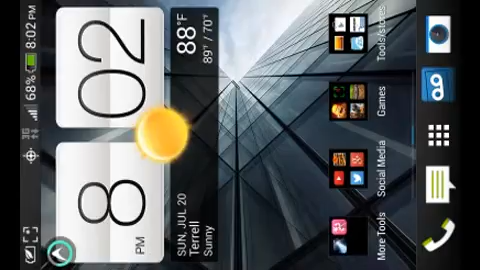 3G 68% 8:02 PM
8 02
PM
SUN, JUL 20
Terrell
Sunny
88°F
89°/ 70°
More Tools
Social Media
Games
Tools/stores